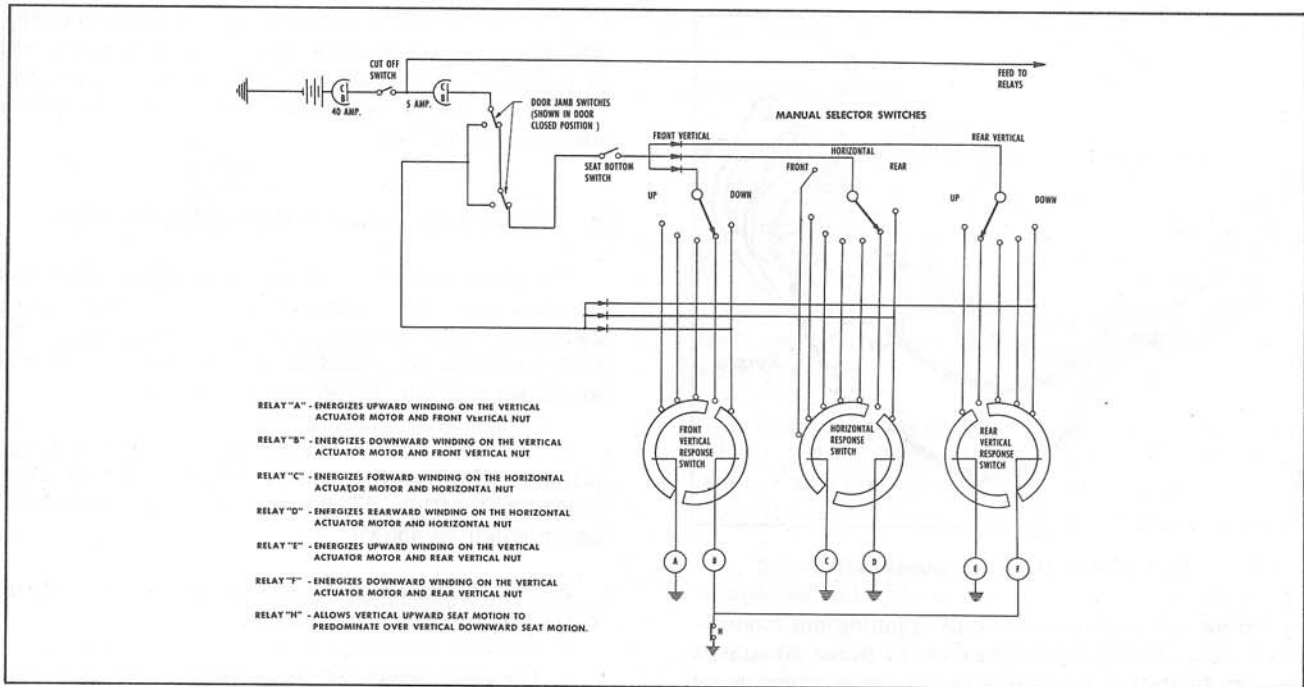 CUT OFF
SWITCH
C
B
40 AMP.
5 AMP.
C
B
FEED TO
RELAYS
DOOR JAMB SWITCHES
(SHOWN IN DOOR
CLOSED POSITION )
MANUAL SELECTOR SWITCHES
FRONT VERTICAL
REAR VERTICAL
HORIZONTAL
FRONT
REAR
SEAT BOTTOM
SWITCH
UP
DOWN
UP
DOWN
FRONT
VERTICAL
RESPONSE
SWITCH
HORIZONTAL
RESPONSE
SWITCH
REAR
VERTICAL
RESPONSE
SWITCH
RELAY "A" - ENERGIZES UPWARD WINDING ON THE VERTICAL
ACTUATOR MOTOR AND FRONT VERTICAL NUT
RELAY "B" - ENERGIZES DOWNWARD WINDING ON THE VERTICAL
ACTUATOR MOTOR AND FRONT VERTICAL NUT
RELAY "C" - ENERGIZES FORWARD WINDING ON THE HORIZONTAL
ACTUATOR MOTOR AND HORIZONTAL NUT
RELAY "D" - ENERGIZES REARWARD WINDING ON THE HORIZONTAL
ACTUATOR MOTOR AND HORIZONTAL NUT
RELAY "E" - ENERGIZES UPWARD WINDING ON THE VERTICAL
ACTUATOR MOTOR AND REAR VERTICAL NUT
RELAY "F" - ENERGIZES DOWNWARD WINDING ON THE VERTICAL
ACTUATOR MOTOR AND REAR VERTICAL NUT
RELAY "H" - ALLOWS VERTICAL UPWARD SEAT MOTION TO
PREDOMINATE OVER VERTICAL DOWNWARD SEAT MOTION.
A
B
C
D
E
F
H